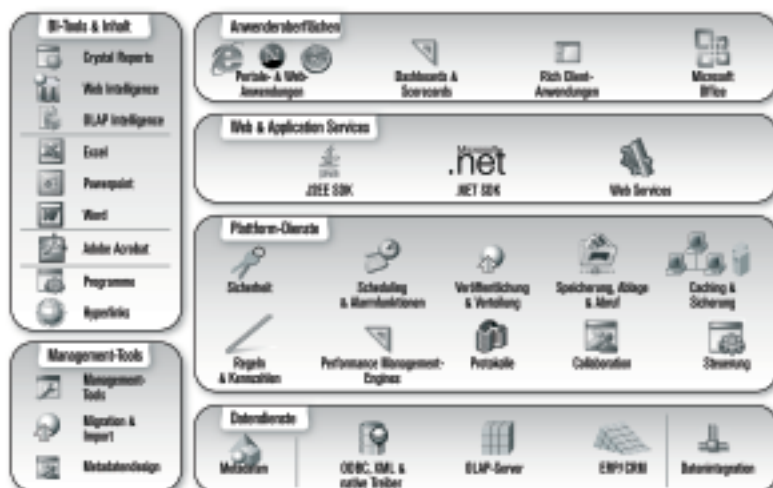 BI-Tools & Inhalt
Crystal Reports
Web Intelligence
OLAP Intelligence
Excel
Powerpoint
Word
Adobe Acrobat
Programme
Hyperlinks
Management-Tools
Management-
Tools
Migration &
Import
Metadatendesign
Anwenderoberflächen
Portale- & Web-
Anwendungen
Dashboards &
Scorecards
Rich Client-
Anwendungen
Microsoft
Office
Web & Application Services
Java
J2EE SDK
Microsoft
.net
.NET SDK
Web Services
Plattform-Dienste
Sicherheit
Scheduling
& Alarmfunktionen
Veröffentlichung
& Verteilung
Speicherung, Ablage
& Abruf
Caching &
Sicherung
Regeln
& Kennzahlen
Performance Management-
Engines
Protokolle
Collaboration
Steuerung
Datendienste
Metadaten
ODBC, XML &
native Treiber
OLAP-Server
ERP/CRM
Datenintegration